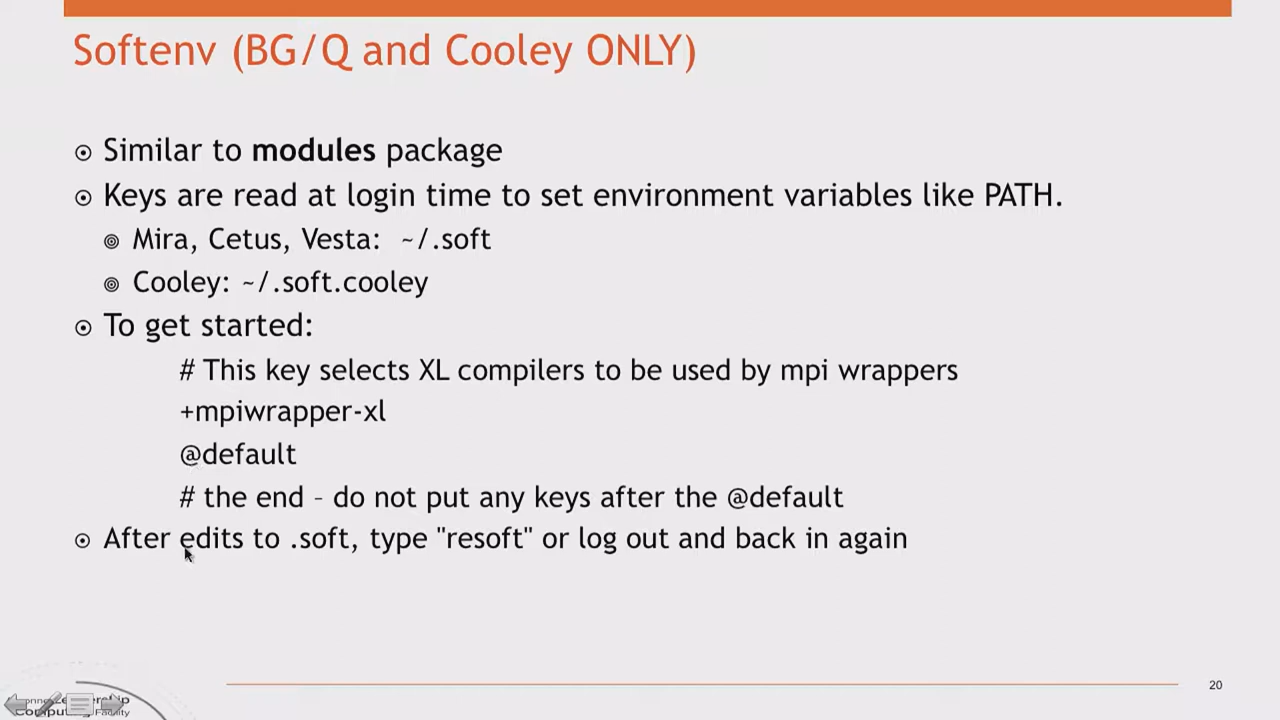 Softenv (BG/Q and Cooley ONLY)
Similar to modules package
Keys are read at login time to set environment variables like PATH.
Mira, Cetus, Vesta:  ~/.soft
Cooley: ~/.soft.cooley
To get started:
# This key selects XL compilers to be used by mpi wrappers
+mpiwrapper-xl
@default
# the end – do not put any keys after the @default
After edits to .soft, type "resoft" or log out and back in again
20
Facility